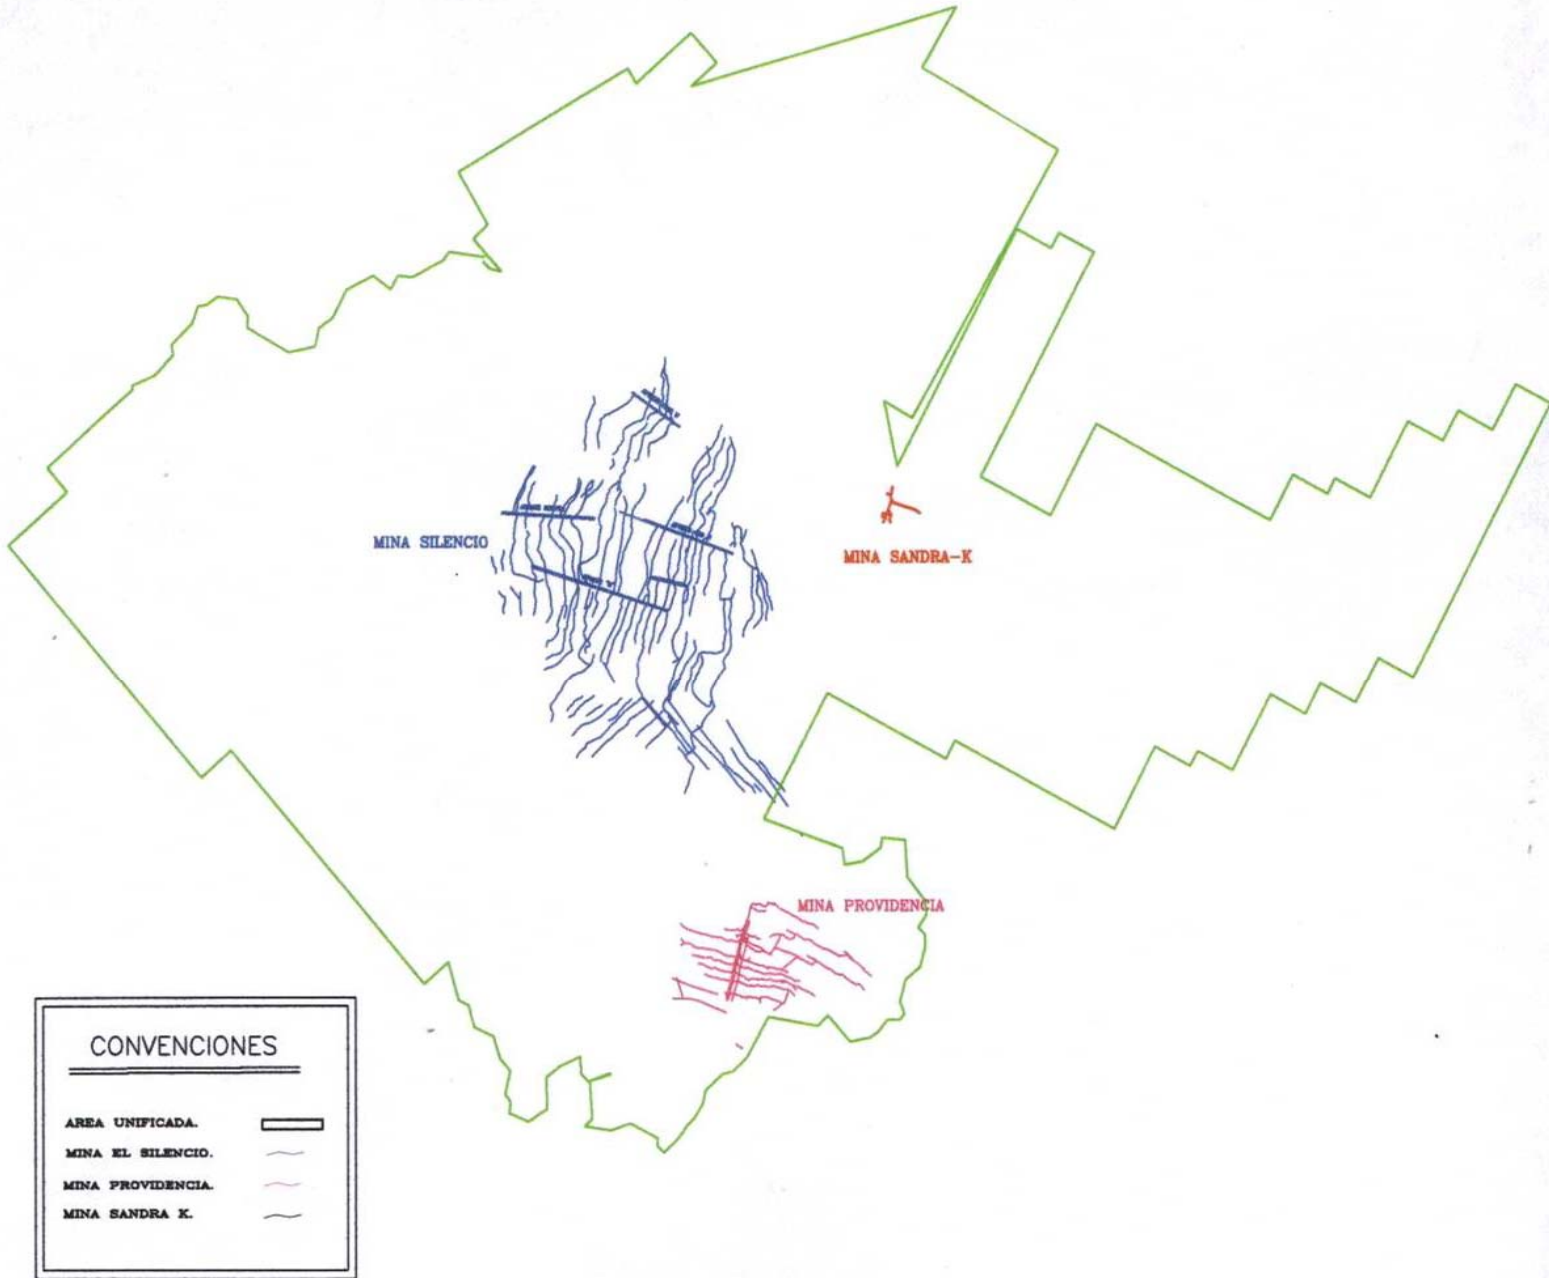 MINA SILENCIO
MINA SANDRA-K
MINA PROVIDENCIA
CONVENCIONES
AREA UNIFICADA.
MINA EL SILENCIO.
MINA PROVIDENCIA.
MINA SANDRA K.